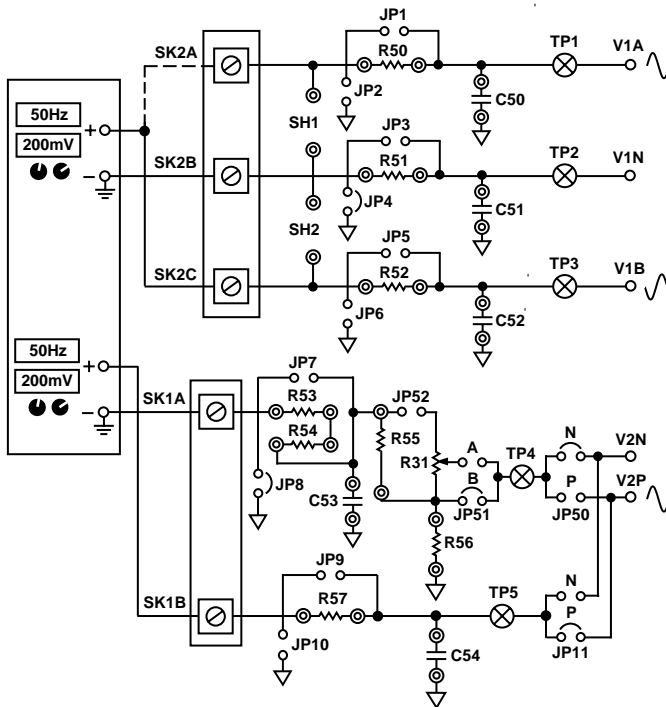 JP1
SK2A
R50
TP1
V1A
JP2
C50
50Hz
200mV
+
−
SH1
JP3
SK2B
R51
TP2
V1N
JP4
C51
SH2
JP5
SK2C
R52
TP3
V1B
JP6
C52
50Hz
200mV
+
−
JP7
SK1A
R53
R54
JP52
R55
R31
A
B
TP4
N
P
V2N
V2P
JP8
C53
JP51
JP50
R56
JP9
SK1B
R57
TP5
N
P
JP10
C54
JP11